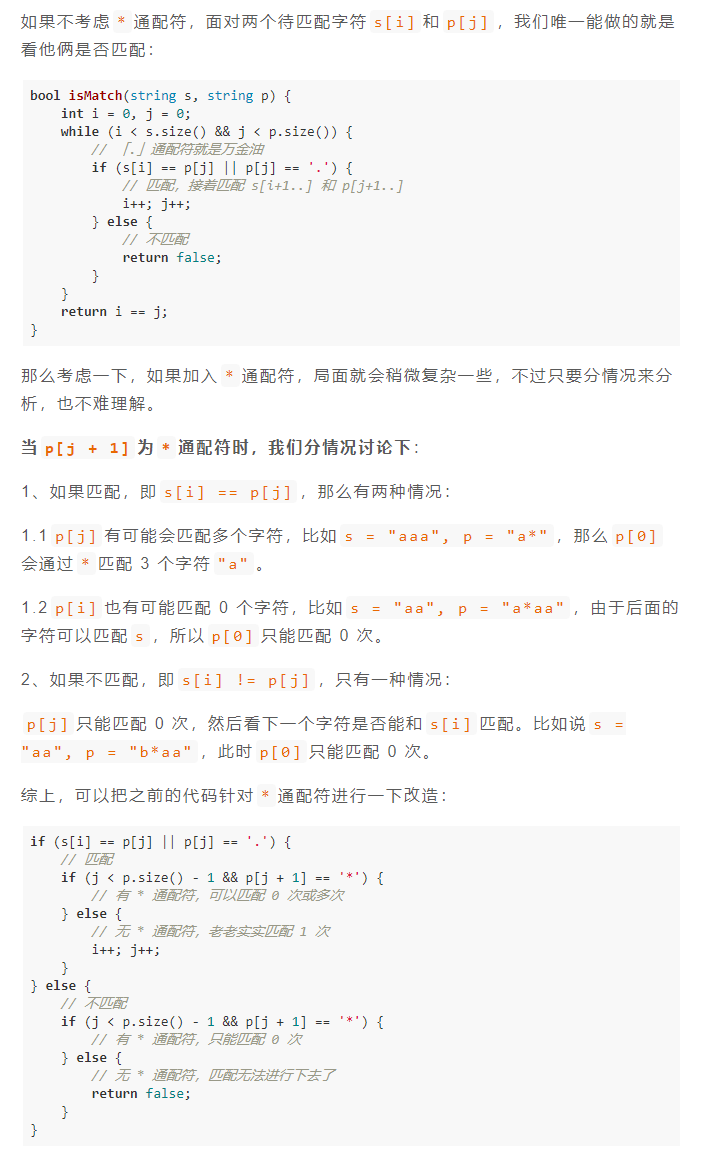 如果不考虑 * 通配符，面对两个待匹配字符 s[i] 和 p[j] ，我们唯一能做的就是
看他俩是否匹配：
bool isMatch(string s, string p) {
    int i = 0, j = 0;
    while (i < s.size() && j < p.size()) {
        // 「.」通配符就是万金油
        if (s[i] == p[j] || p[j] == '.') {
            // 匹配，接着匹配 s[i+1..] 和 p[j+1..]
            i++; j++;
        } else {
            // 不匹配
            return false;
        }
    }
    return i == j;
}
那么考虑一下，如果加入 * 通配符，局面就会稍微复杂一些，不过只要分情况来分
析，也不难理解。
当 p[j + 1] 为 * 通配符时，我们分情况讨论下：
1、如果匹配，即 s[i] == p[j] ，那么有两种情况：
1.1 p[j] 有可能会匹配多个字符，比如 s = "aaa", p = "a*" ，那么 p[0]
会通过 * 匹配 3 个字符 "a" 。
1.2 p[i] 也有可能匹配 0 个字符，比如 s = "aa", p = "a*aa" ，由于后面的
字符可以匹配 s ，所以 p[0] 只能匹配 0 次。
2、如果不匹配，即 s[i] != p[j] ，只有一种情况：
p[j] 只能匹配 0 次，然后看下一个字符是否能和 s[i] 匹配。比如说 s =
"aa", p = "b*aa" ，此时 p[0] 只能匹配 0 次。
综上，可以把之前的代码针对 * 通配符进行一下改造：
if (s[i] == p[j] || p[j] == '.') {
    // 匹配
    if (j < p.size() - 1 && p[j + 1] == '*') {
        // 有 * 通配符，可以匹配 0 次或多次
    } else {
        // 无 * 通配符，老老实实匹配 1 次
        i++; j++;
    }
} else {
    // 不匹配
    if (j < p.size() - 1 && p[j + 1] == '*') {
        // 有 * 通配符，只能匹配 0 次
    } else {
        // 无 * 通配符，匹配无法进行下去了
        return false;
    }
}